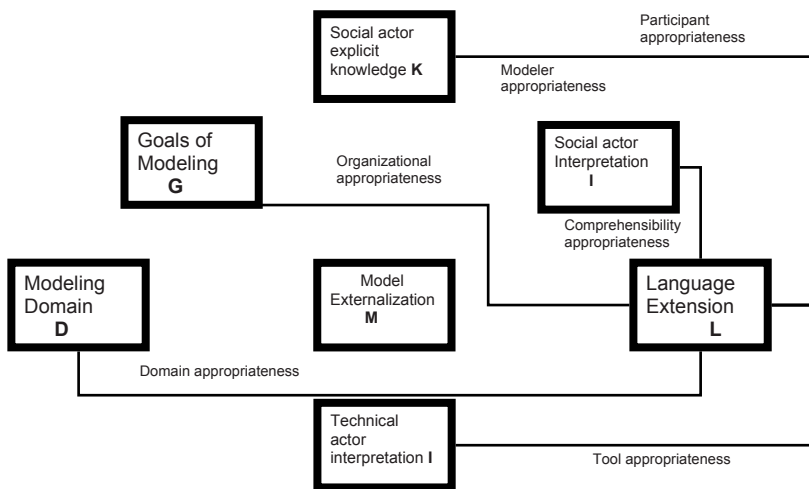 Participant
appropriateness
Social actor
explicit
knowledge K
Modeler
appropriateness
Goals of
Modeling
G
Organizational
appropriateness
Social actor
Interpretation
I
Comprehensibility
appropriateness
Modeling
Domain
D
Model
Externalization
M
Language
Extension
L
Domain appropriateness
Technical
actor
interpretation I
Tool appropriateness